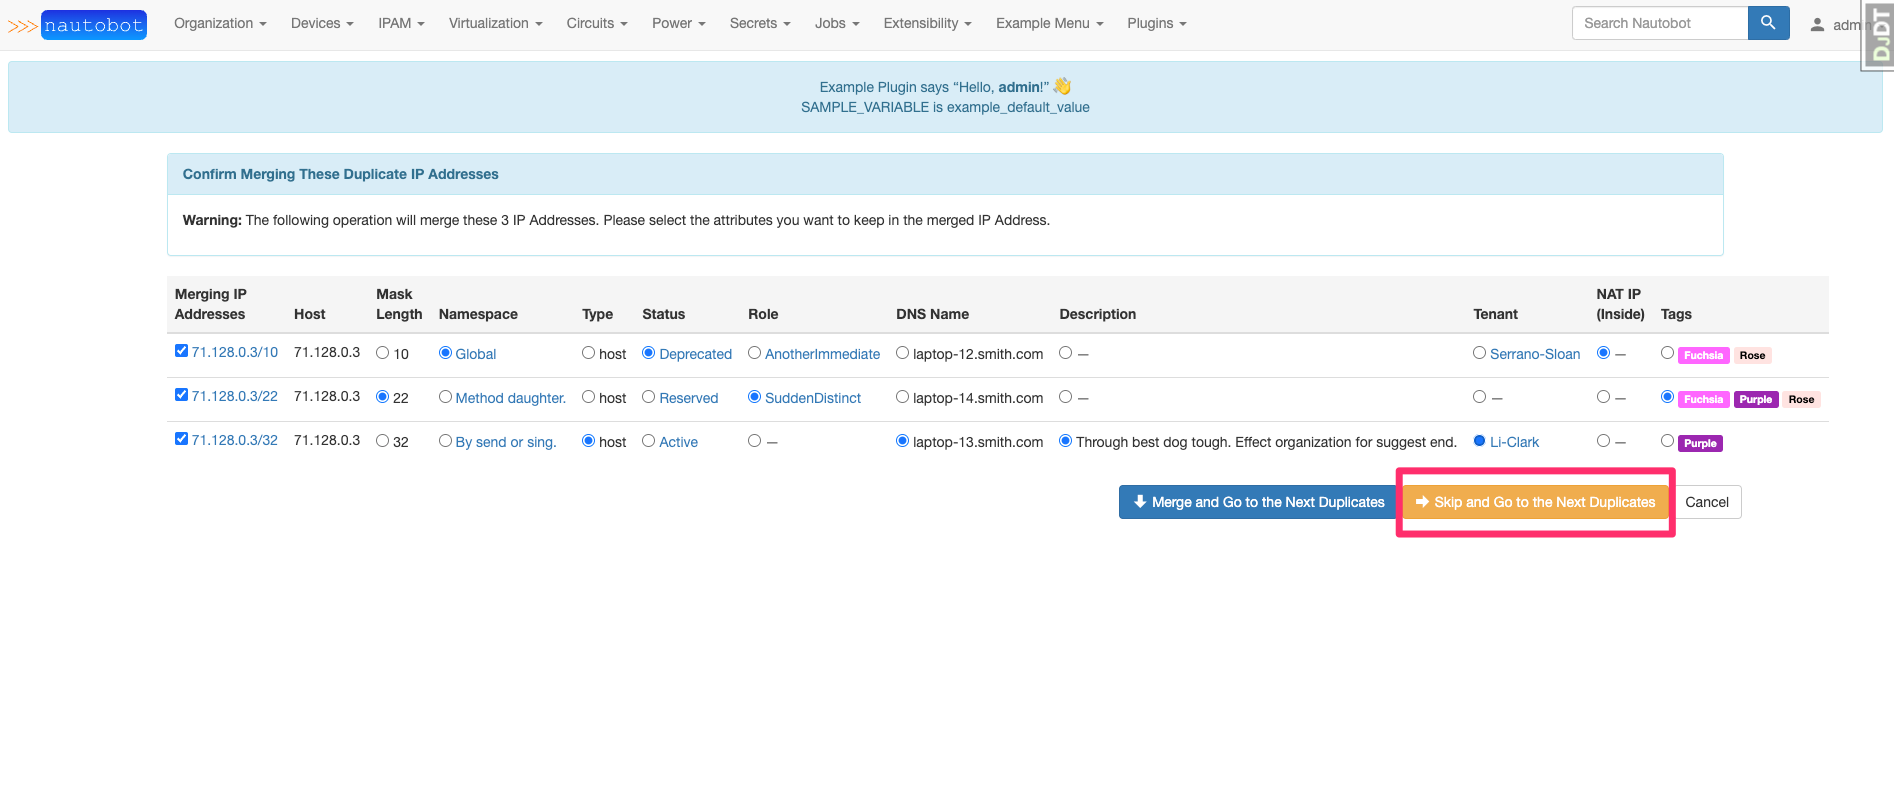 >>> nautobot Organization Devices IPAM Virtualization Circuits Power Secrets Jobs Extensibility Example Menu Plugins Search Nautobot admin
DjDT
Example Plugin says “Hello, admin!” 👋
SAMPLE_VARIABLE is example_default_value
Confirm Merging These Duplicate IP Addresses
Warning: The following operation will merge these 3 IP Addresses. Please select the attributes you want to keep in the merged IP Address.
Merging IP Addresses Host Mask Length Namespace Type Status Role DNS Name Description Tenant NAT IP (Inside) Tags
71.128.0.3/10 71.128.0.3 10 Global host Deprecated AnotherImmediate laptop-12.smith.com — Serrano-Sloan — Fuchsia Rose
71.128.0.3/22 71.128.0.3 22 Method daughter. host Reserved SuddenDistinct laptop-14.smith.com — — — Fuchsia Purple Rose
71.128.0.3/32 71.128.0.3 32 By send or sing. host Active — laptop-13.smith.com Through best dog tough. Effect organization for suggest end. Li-Clark — Purple
Merge and Go to the Next Duplicates Skip and Go to the Next Duplicates Cancel